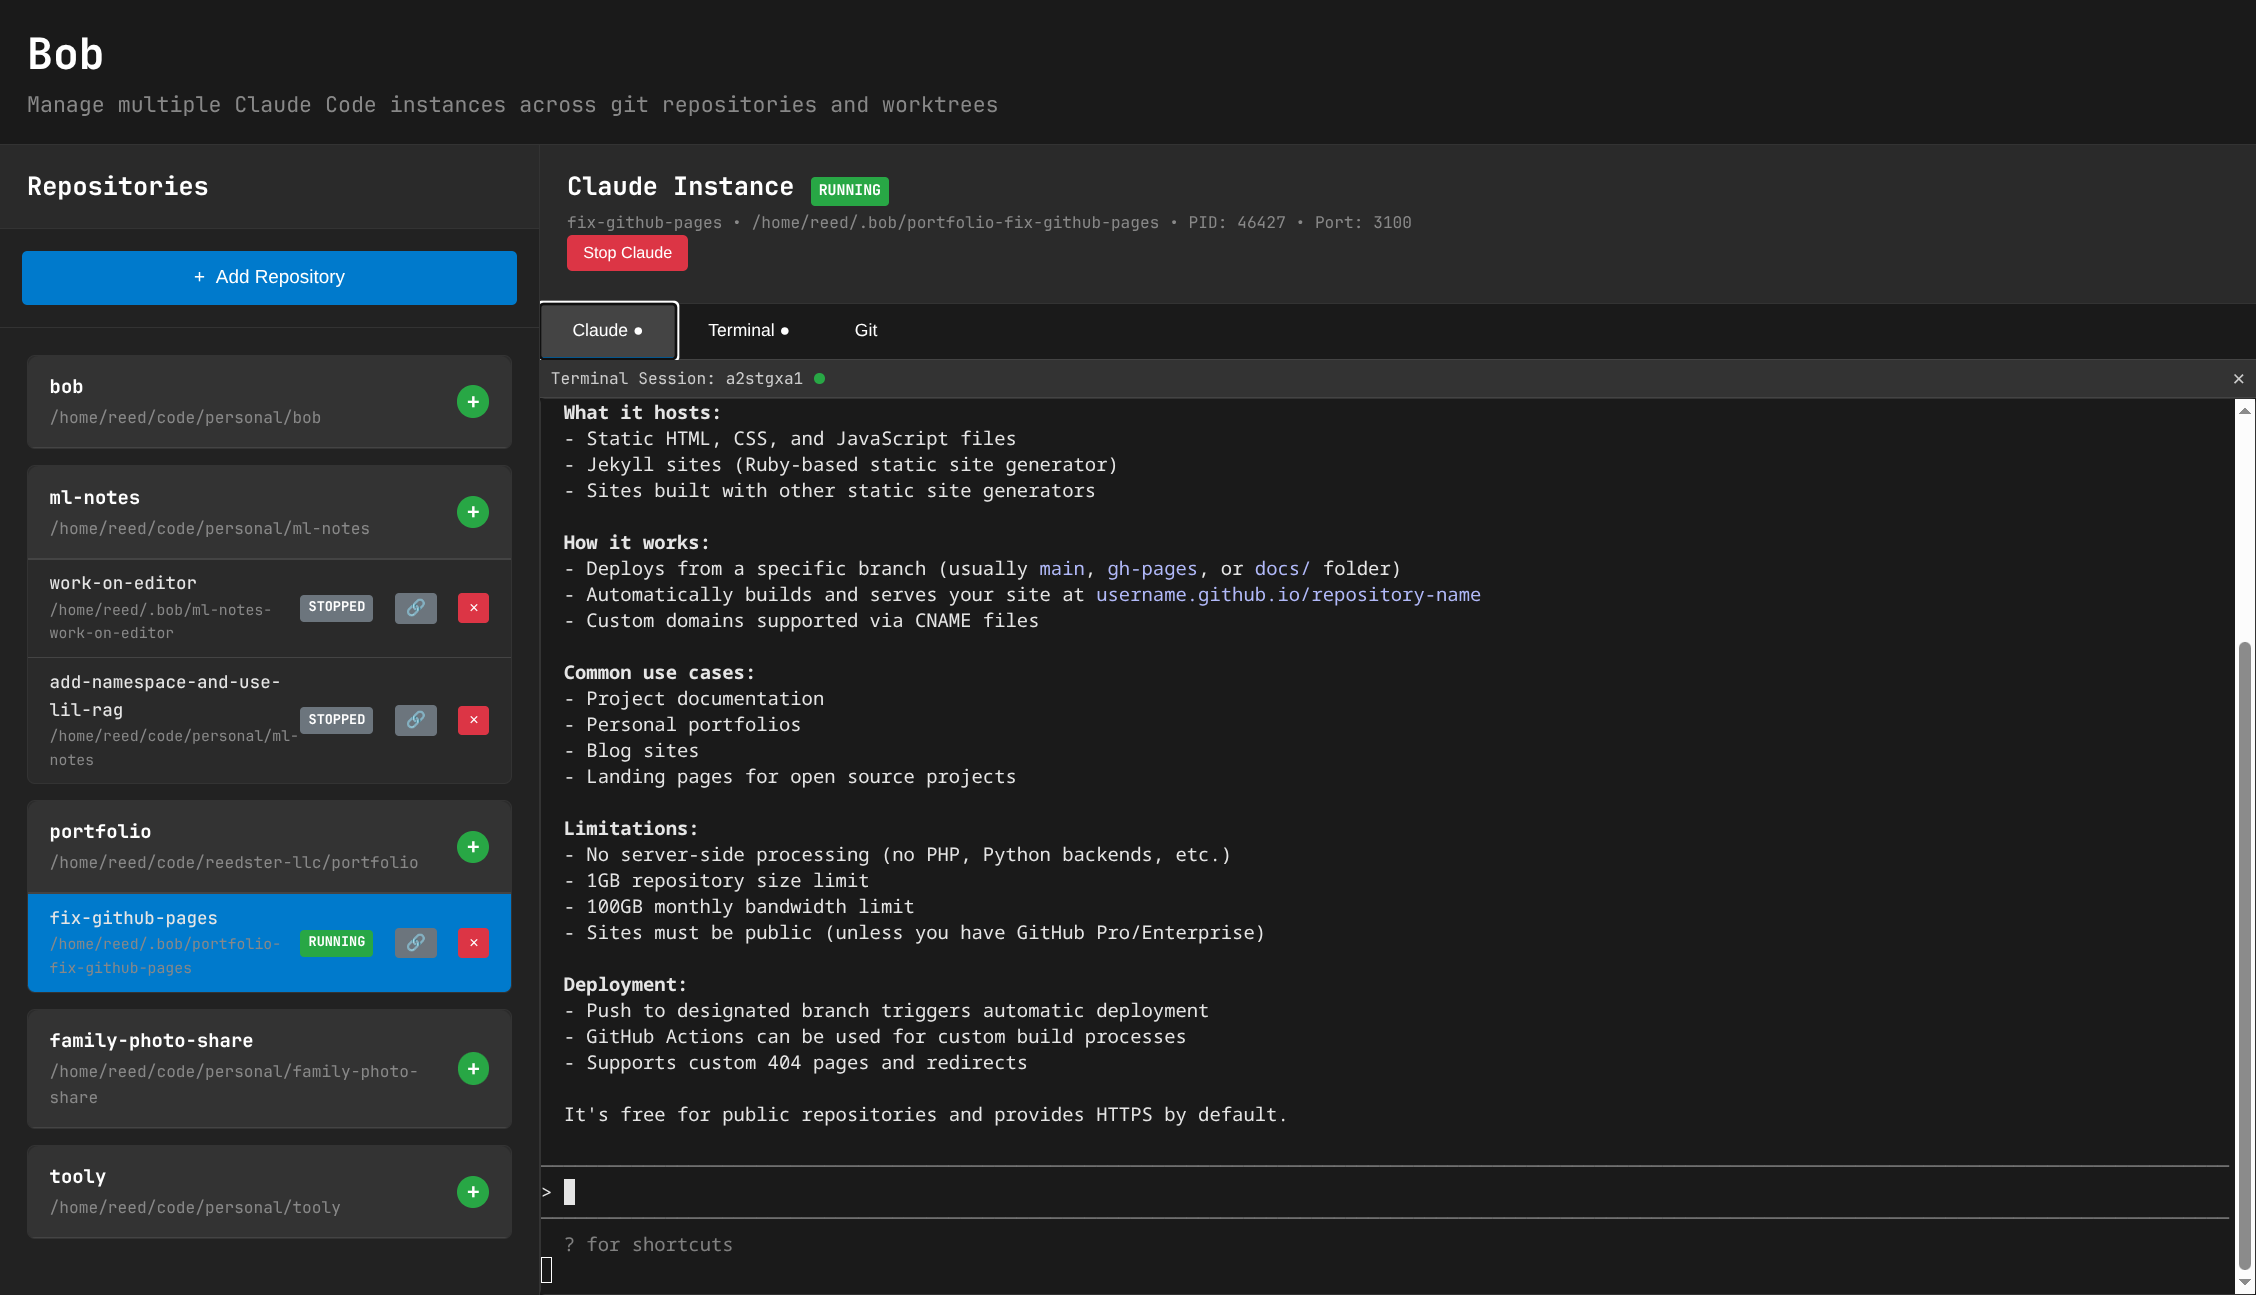 Bob
Manage multiple Claude Code instances across git repositories and worktrees
Repositories
+ Add Repository
bob
/home/reed/code/personal/bob
+
ml-notes
/home/reed/code/personal/ml-notes
+
work-on-editor
/home/reed/.bob/ml-notes-
work-on-editor
STOPPED
×
add-namespace-and-use-
lil-rag
/home/reed/code/personal/ml-
notes
STOPPED
×
portfolio
/home/reed/code/reedster-llc/portfolio
+
fix-github-pages
/home/reed/.bob/portfolio-
fix-github-pages
RUNNING
×
family-photo-share
/home/reed/code/personal/family-photo-
share
+
tooly
/home/reed/code/personal/tooly
+
Claude Instance RUNNING
fix-github-pages • /home/reed/.bob/portfolio-fix-github-pages • PID: 46427 • Port: 3100
Stop Claude
Claude ● Terminal ● Git
Terminal Session: a2stgxa1 ×
What it hosts:
- Static HTML, CSS, and JavaScript files
- Jekyll sites (Ruby-based static site generator)
- Sites built with other static site generators
How it works:
- Deploys from a specific branch (usually main, gh-pages, or docs/ folder)
- Automatically builds and serves your site at username.github.io/repository-name
- Custom domains supported via CNAME files
Common use cases:
- Project documentation
- Personal portfolios
- Blog sites
- Landing pages for open source projects
Limitations:
- No server-side processing (no PHP, Python backends, etc.)
- 1GB repository size limit
- 100GB monthly bandwidth limit
- Sites must be public (unless you have GitHub Pro/Enterprise)
Deployment:
- Push to designated branch triggers automatic deployment
- GitHub Actions can be used for custom build processes
- Supports custom 404 pages and redirects
It's free for public repositories and provides HTTPS by default.
>
? for shortcuts